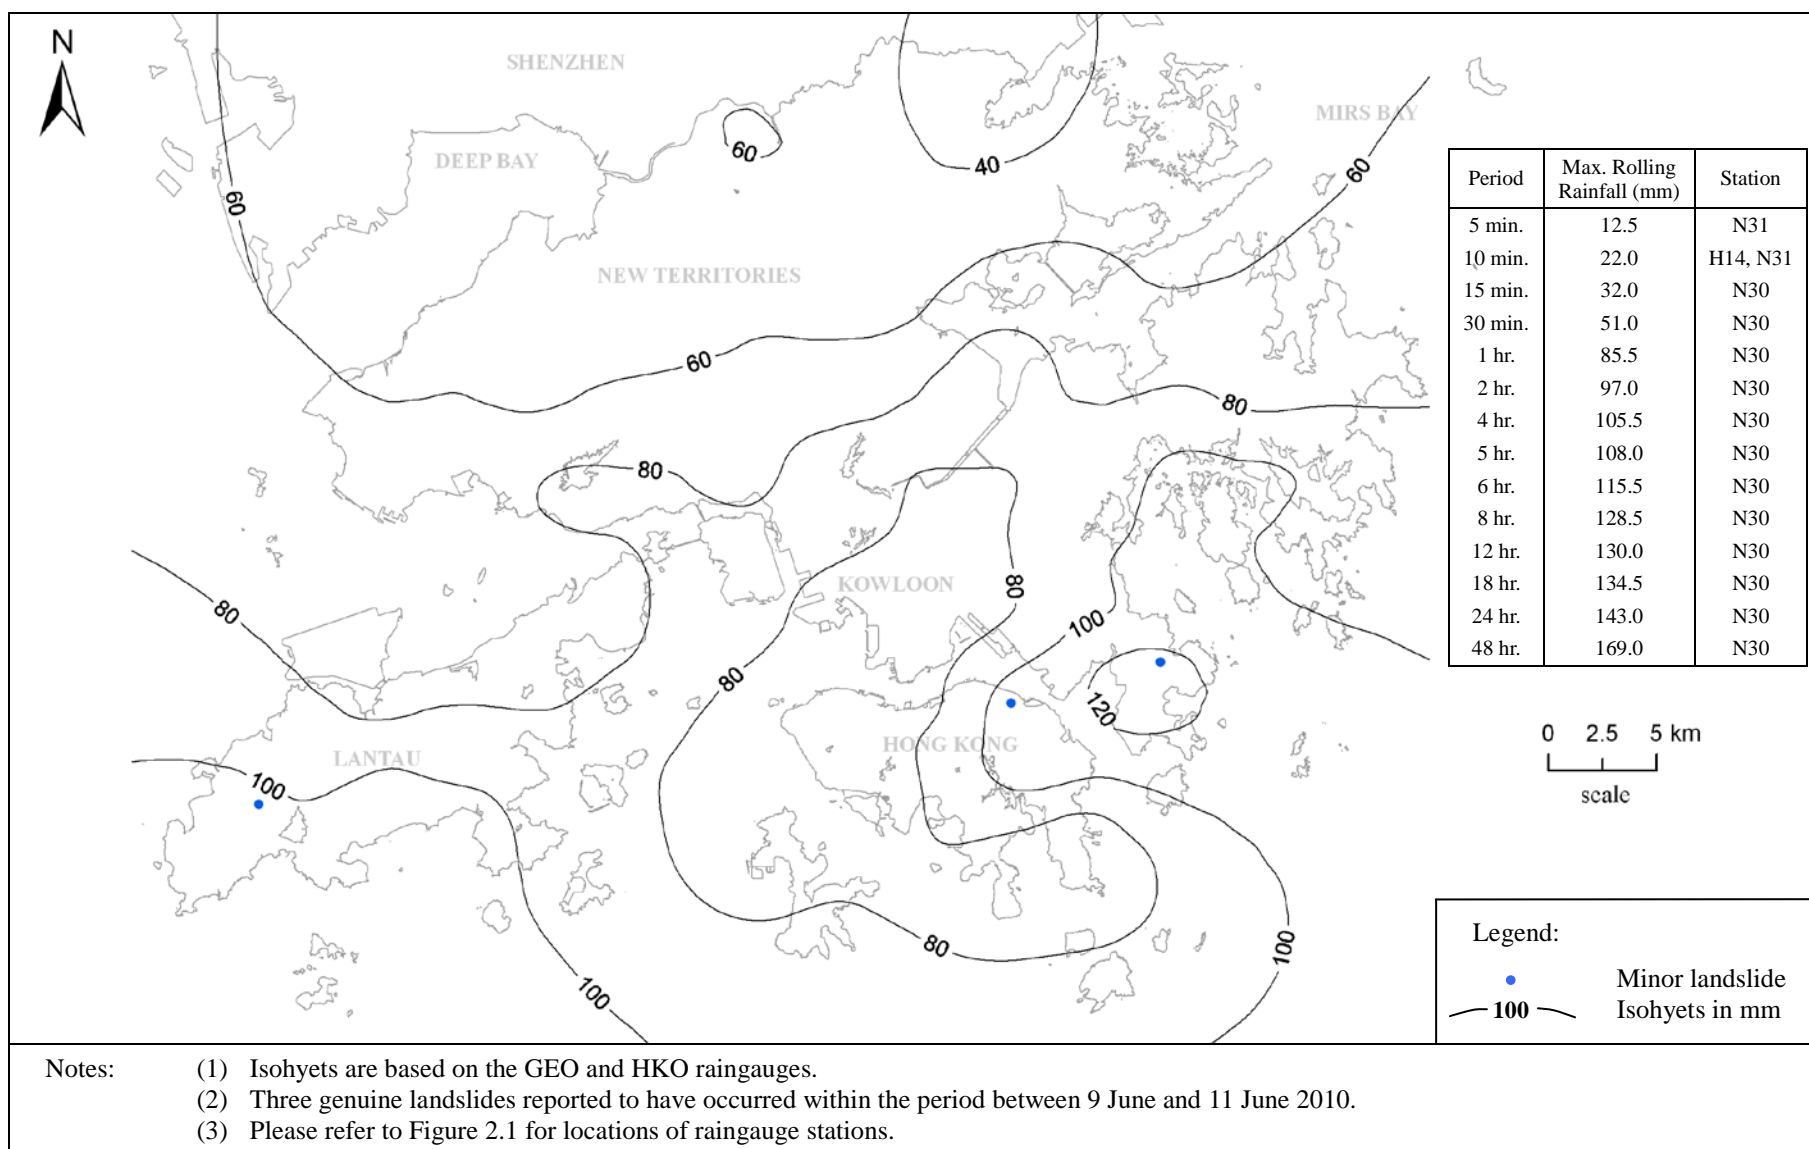 N
SHENZHEN
MIRS BAY
DEEP BAY
NEW TERRITORIES
KOWLOON
LANTAU
HONG KONG
60
40
60
60
60
80
80
80
80
100
80
120
100
80
100
100
Period Max. Rolling Rainfall (mm) Station
5 min. 12.5 N31
10 min. 22.0 H14, N31
15 min. 32.0 N30
30 min. 51.0 N30
1 hr. 85.5 N30
2 hr. 97.0 N30
4 hr. 105.5 N30
5 hr. 108.0 N30
6 hr. 115.5 N30
8 hr. 128.5 N30
12 hr. 130.0 N30
18 hr. 134.5 N30
24 hr. 143.0 N30
48 hr. 169.0 N30
0 2.5 5 km
scale
Legend:
Minor landslide
100 Isohyets in mm
Notes: (1) Isohyets are based on the GEO and HKO raingauges.
(2) Three genuine landslides reported to have occurred within the period between 9 June and 11 June 2010.
(3) Please refer to Figure 2.1 for locations of raingauge stations.